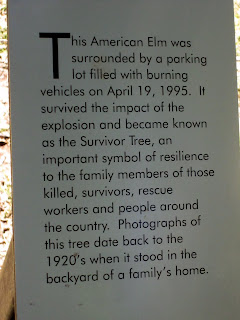 This American Elm was
surrounded by a parking
lot filled with burning
vehicles on April 19, 1995.  It
survived the impact of the
explosion and became known
as the Survivor Tree, an
important symbol of resilience
to the family members of those
killed, survivors, rescue
workers and people around
the country.  Photographs of
this tree date back to the
1920's when it stood in the
backyard of a family's home.